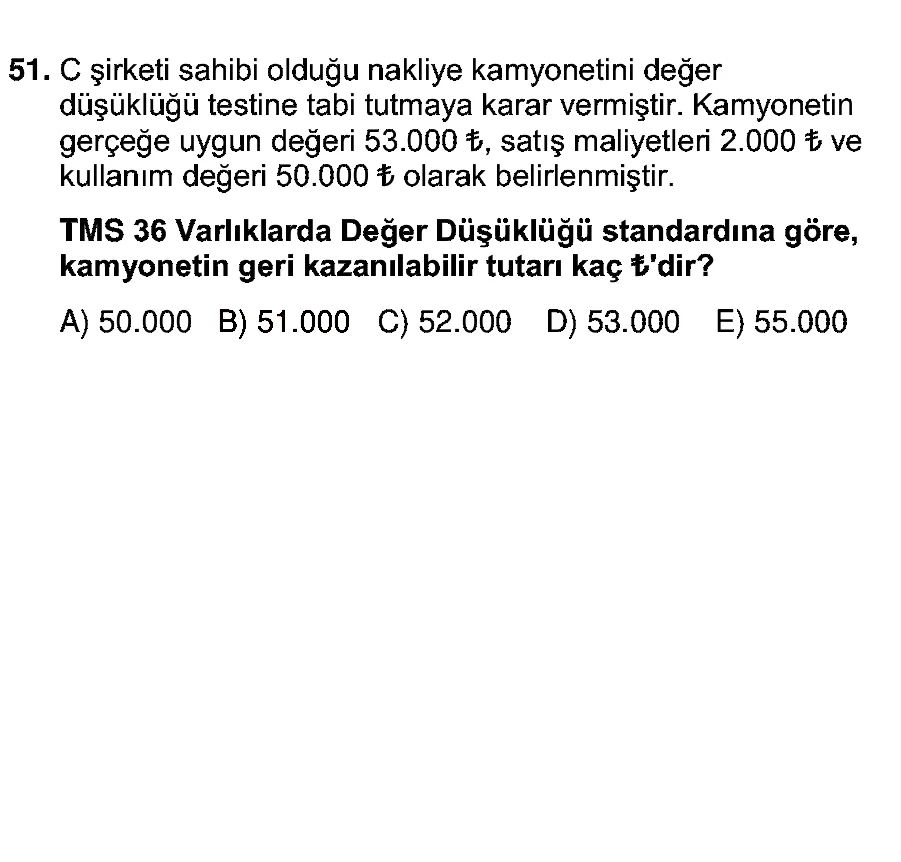 51. C şirketi sahibi olduğu nakliye kamyonetini değer
düşüklüğü testine tabi tutmaya karar vermiştir. Kamyonetin
gerçeğe uygun değeri 53.000 ₺, satış maliyetleri 2.000 ₺ ve
kullanım değeri 50.000 ₺ olarak belirlenmiştir.
TMS 36 Varlıklarda Değer Düşüklüğü standardına göre,
kamyonetin geri kazanılabilir tutarı kaç ₺'dir?
A) 50.000 B) 51.000 C) 52.000 D) 53.000 E) 55.000